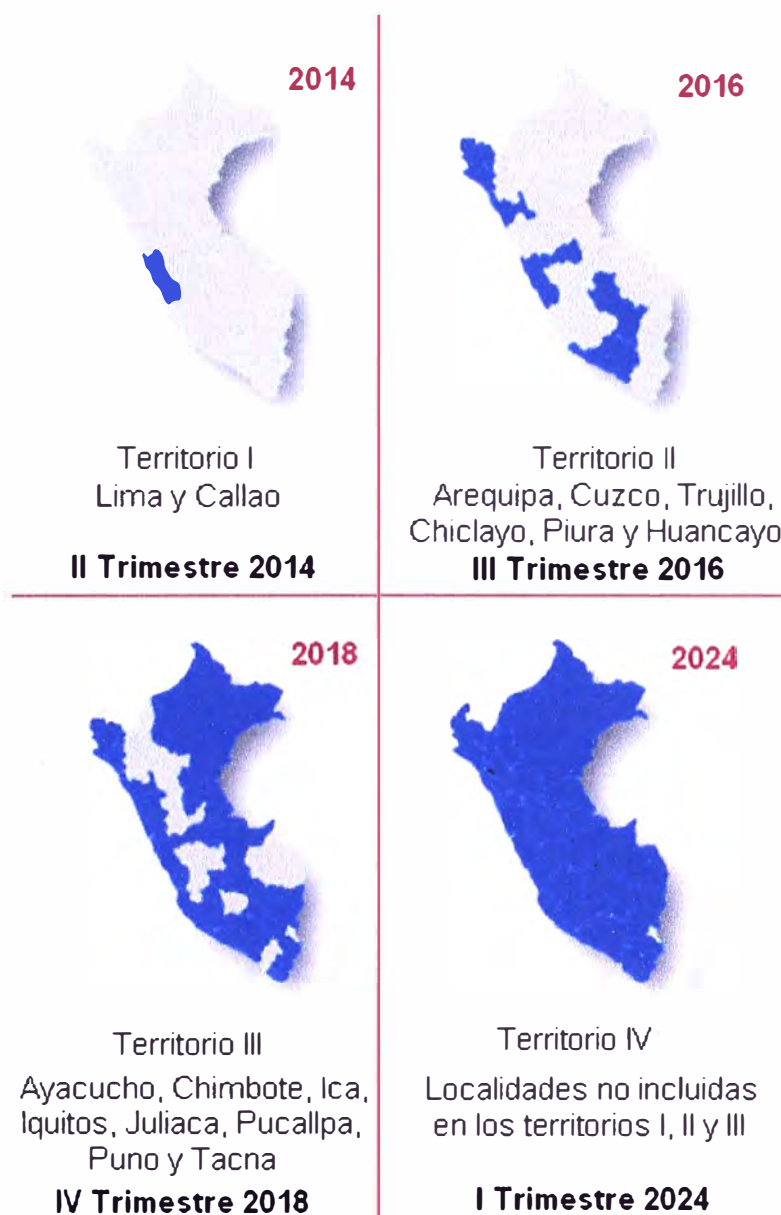 2014
Territorio I
Lima y Callao
II Trimestre 2014
2016
Territorio II
Arequipa, Cuzco, Trujillo,
Chiclayo, Piura y Huancayo
III Trimestre 2016
2018
Territorio III
Ayacucho, Chimbote, Ica,
Iquitos, Juliaca, Pucallpa,
Puno y Tacna
IV Trimestre 2018
2024
Territorio IV
Localidades no incluidas
en los territorios I, II y III
I Trimestre 2024